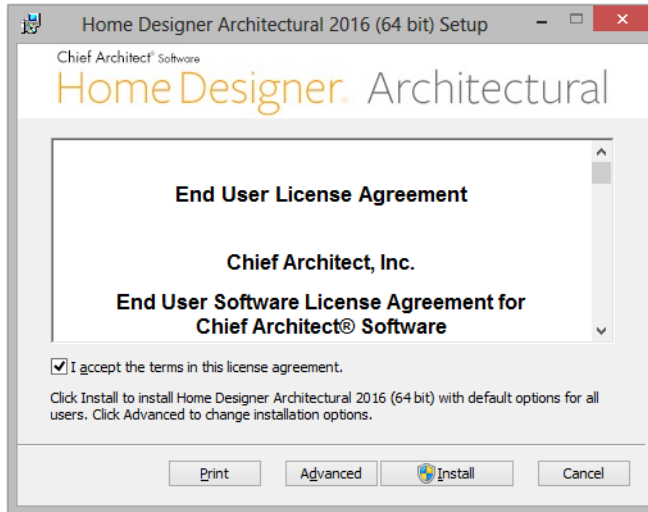 Home Designer Architectural 2016 (64 bit) Setup
Chief Architect® Software
Home Designer® Architectural
End User License Agreement
Chief Architect, Inc.
End User Software License Agreement for
Chief Architect® Software
I accept the terms in this license agreement.
Click Install to install Home Designer Architectural 2016 (64 bit) with default options for all
users. Click Advanced to change installation options.
Print Advanced Install Cancel